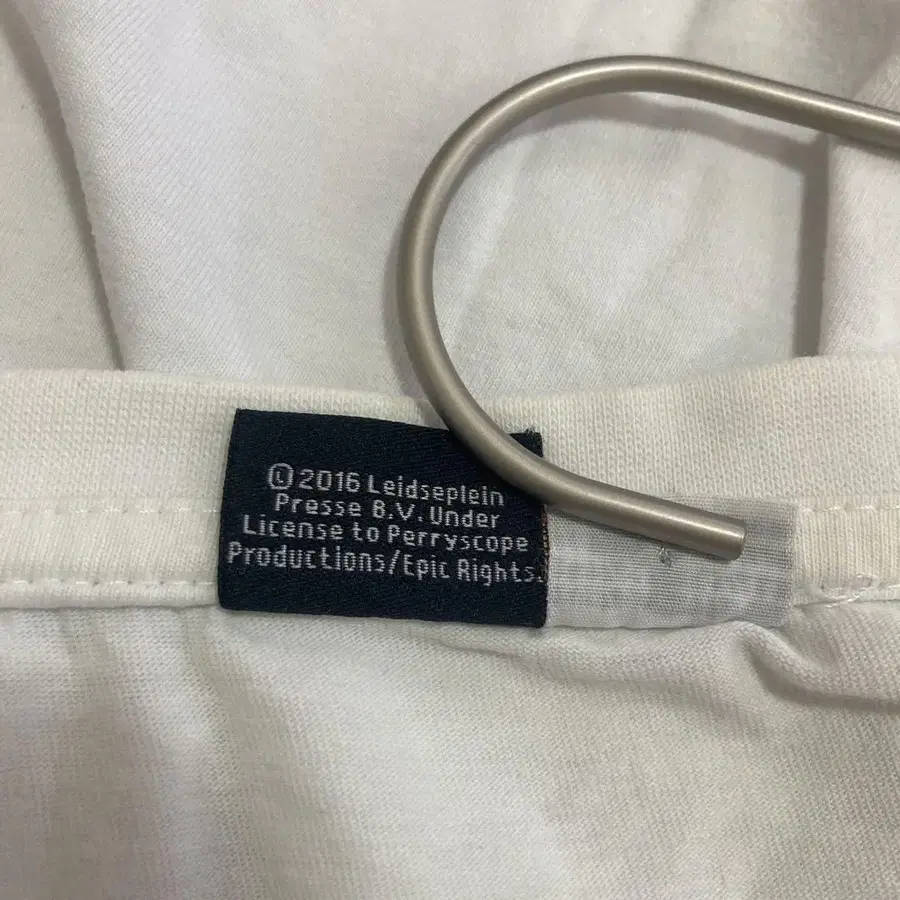 ©2016 Leidseplein
Presse B.V. Under
License to Perryscope
Productions/Epic Rights.